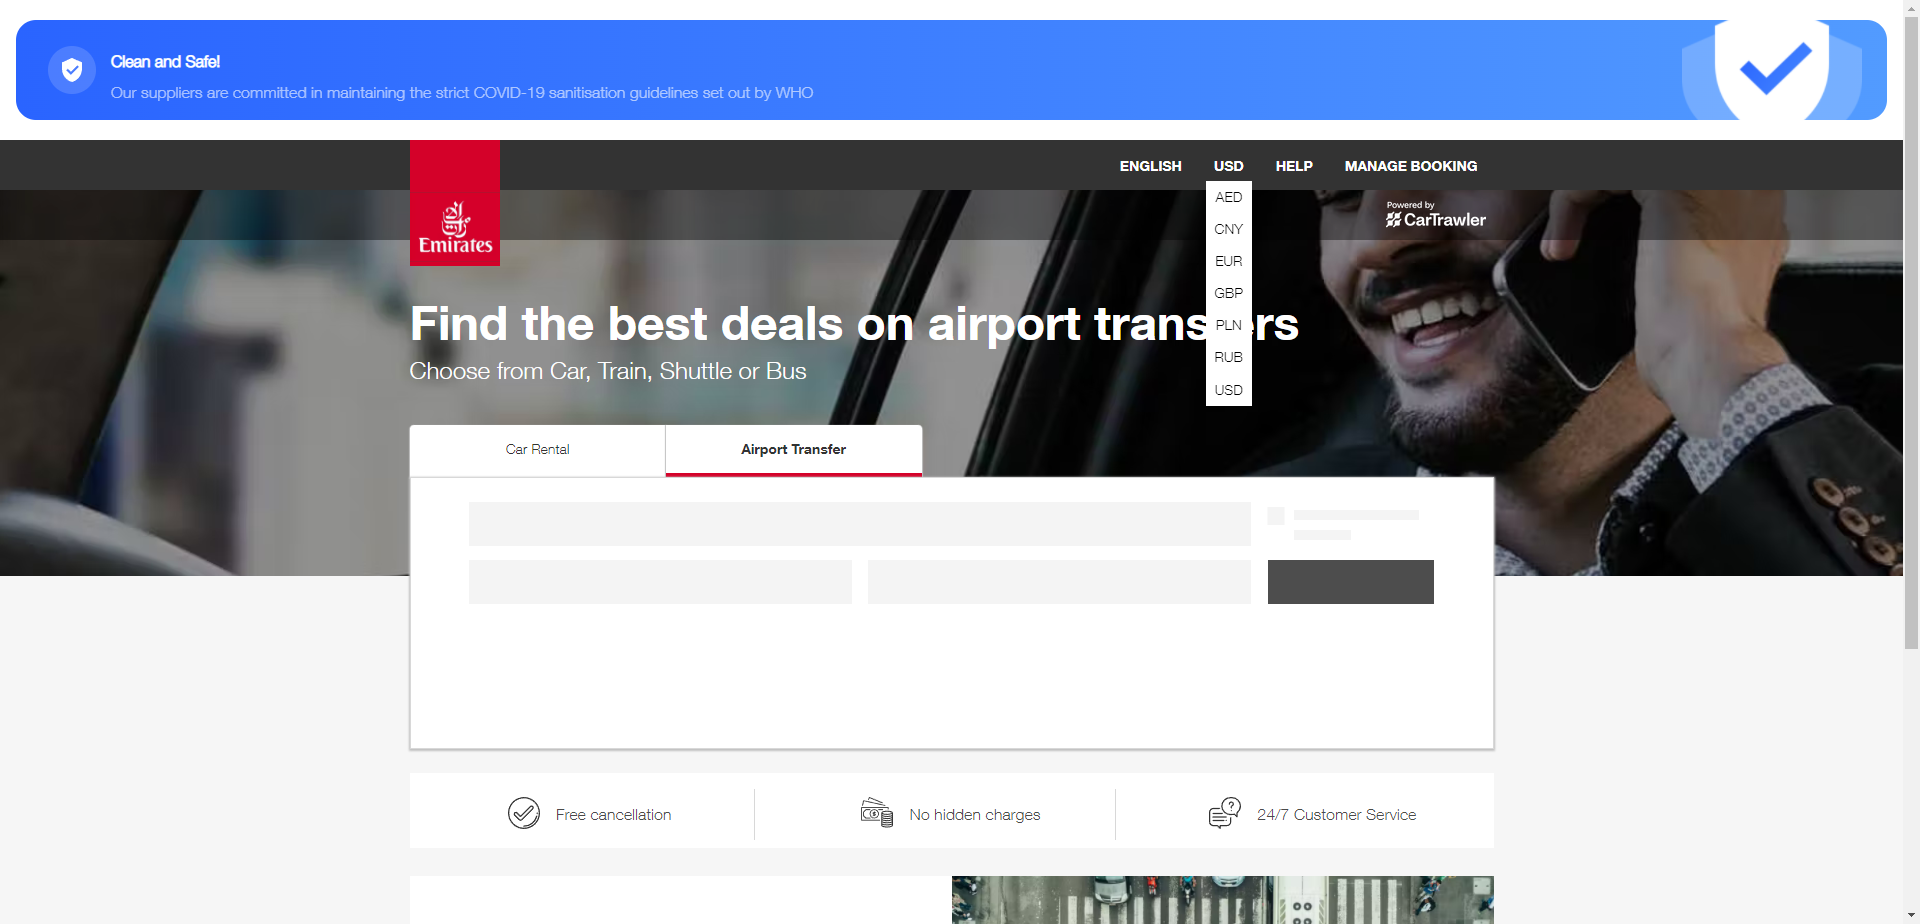 Clean and Safe!
Our suppliers are committed in maintaining the strict COVID-19 sanitisation guidelines set out by WHO
ENGLISH USD HELP MANAGE BOOKING
AED
CNY
EUR
GBP
PLN
RUB
USD
Powered by
CarTrawler
Emirates
Find the best deals on airport
Choose from Car, Train, Shuttle or Bus
Car Rental Airport Transfer
Free cancellation
No hidden charges
24/7 Customer Service